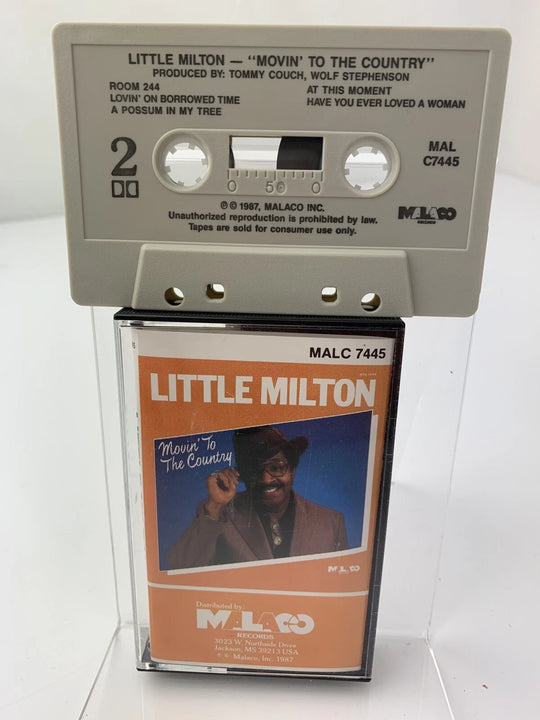 LITTLE MILTON — "MOVIN' TO THE COUNTRY"
PRODUCED BY: TOMMY COUCH, WOLF STEPHENSON
ROOM 244
LOVIN' ON BORROWED TIME
A POSSUM IN MY TREE
AT THIS MOMENT
HAVE YOU EVER LOVED A WOMAN
2
MAL
C7445
0 50 0
℗ © 1987, MALACO INC.
Unauthorized reproduction is prohibited by law.
Tapes are sold for consumer use only.
MALACO
RECORDS
MALC 7445
LITTLE MILTON
Movin' To
The Country
MALACO
Distributed by:
MALACO
RECORDS
3023 W. Northside Drive
Jackson, MS 39213 USA
℗ © Malaco, Inc. 1987